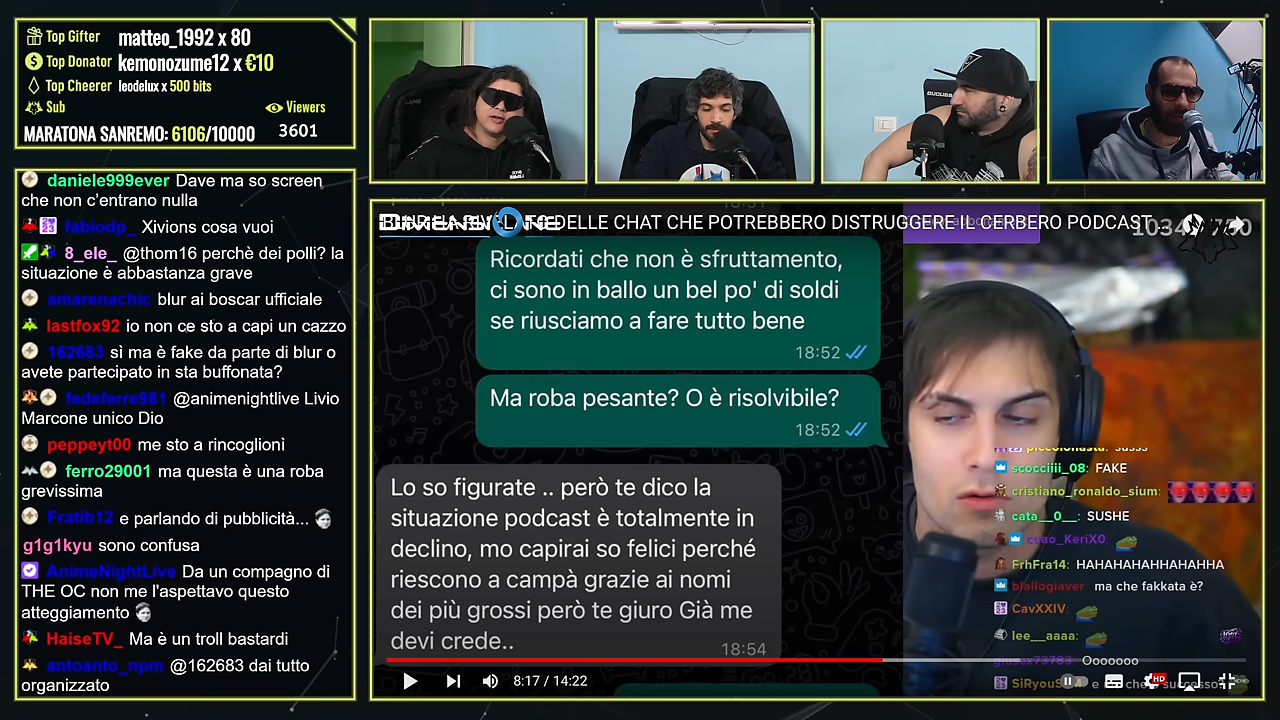 Top Gifter matteo_1992 x 80
Top Donator kemonozume12 x €10
Top Cheerer leodelux x 500 bits
Sub Viewers
MARATONA SANREMO: 6106/10000 3601
daniele999ever Dave ma so screen
che non c'entrano nulla
fabiodp_ Xivions cosa vuoi
8_ele_ @thom16 perchè dei polli? la
situazione è abbastanza grave
amarenachic blur ai boscar ufficiale
lastfox92 io non ce sto a capi un cazzo
162683 sì ma è fake da parte di blur o
avete partecipato in sta buffonata?
fedeferre981 @animenightlive Livio
Marcone unico Dio
peppeyt00 me sto a rincoglionì
ferro29001 ma questa è una roba
grevissima
Fratib12 e parlando di pubblicità...
g1g1kyu sono confusa
AnimeNightLive Da un compagno di
THE OC non me l'aspettavo questo
atteggiamento
HaiseTV_ Ma è un troll bastardi
antoanto_npm @162683 dai tutto
organizzato
DELLE CHAT CHE POTREBBERO DISTRUGGERE IL CERBERO PODCAST
Ricordati che non è sfruttamento,
ci sono in ballo un bel po' di soldi
se riusciamo a fare tutto bene
18:52
Ma roba pesante? O è risolvibile?
18:52
Lo so figurate .. però te dico la
situazione podcast è totalmente in
declino, mo capirai so felici perché
riescono a campà grazie ai nomi
dei più grossi però te giuro Già me
devi crede..
18:54
scocciiii_08: FAKE
cristiano_ronaldo_sium:
cata__0__: SUSHE
cuao_KeriX0
FrhFra14: HAHAHAHAHHAHAHHA
blallogiaver: ma che fakkata è?
CavXXIV:
lee__aaaa:
giusex73783: Ooooooo
8:17 / 14:22
HD